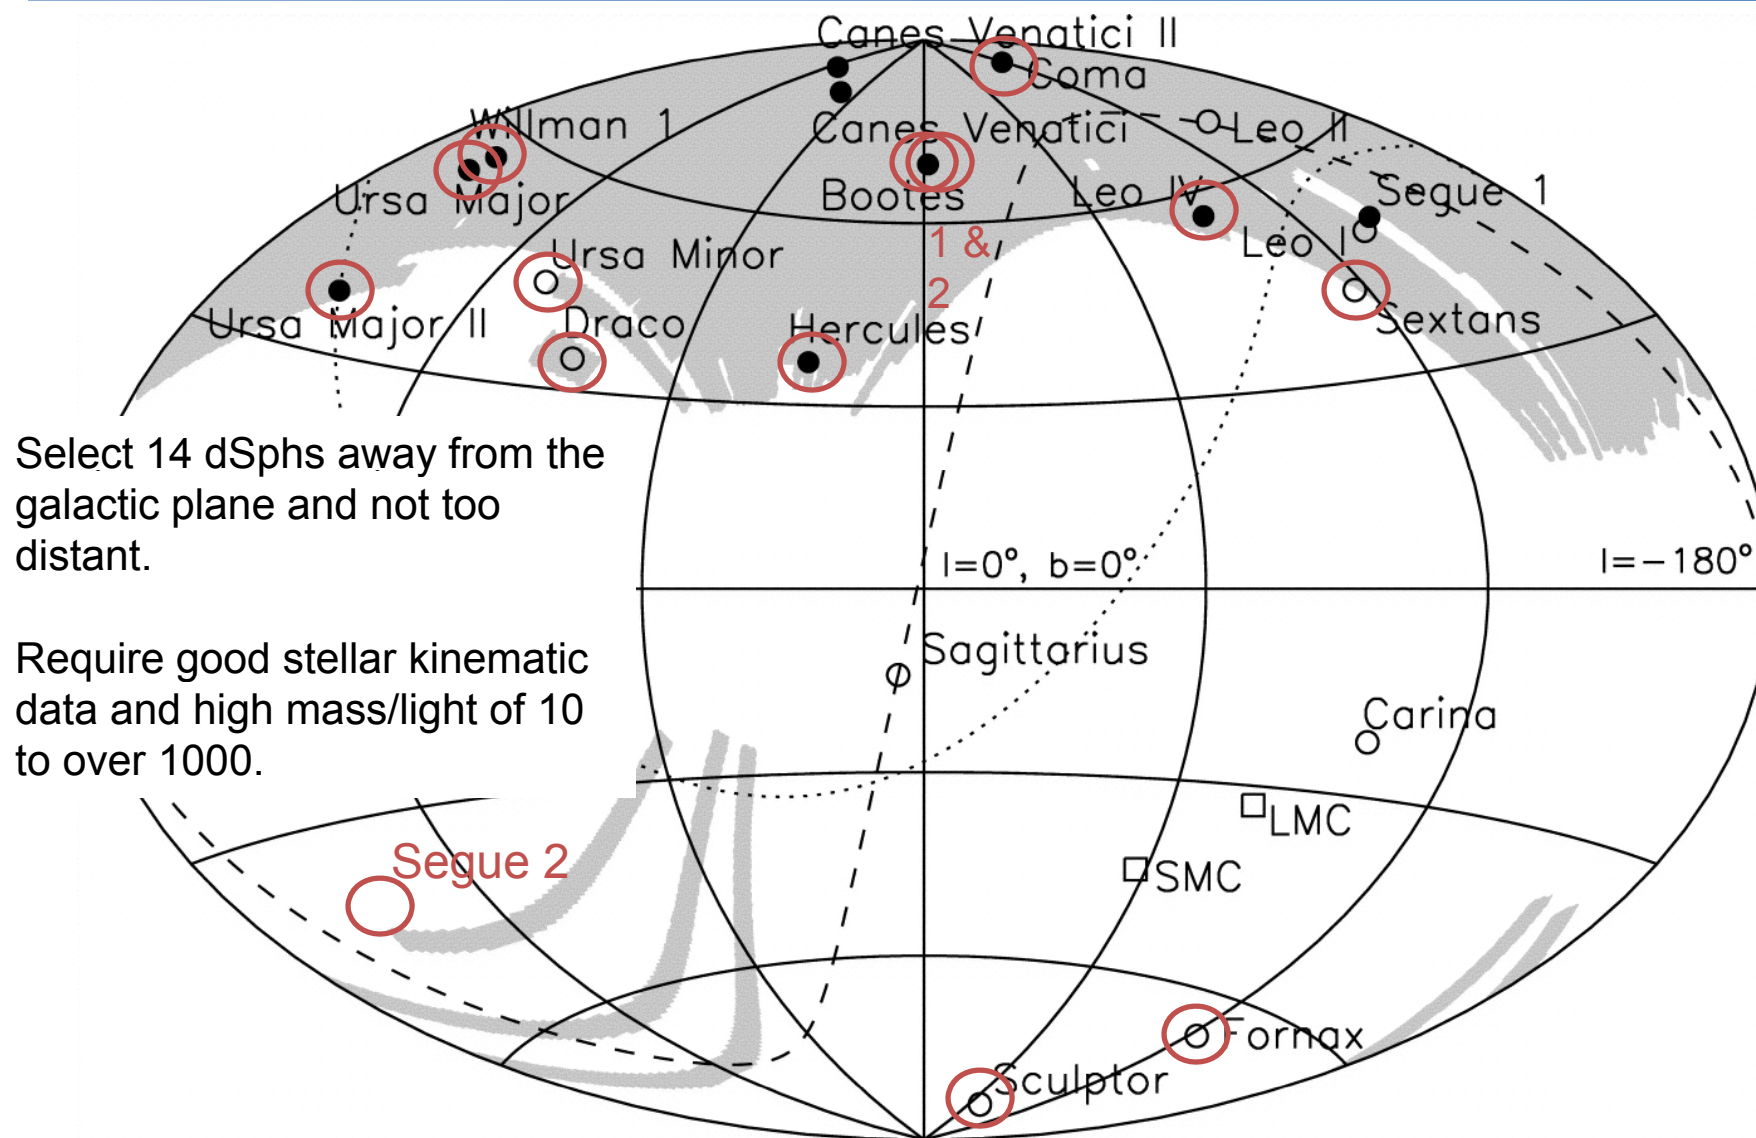 Canes Venatici II
Coma
Willman 1
Canes Venatici
Leo II
Ursa Major
Bootes
Leo IV
Segue 1
1 &
2
Ursa Minor
Leo I
Ursa Major II
Draco
Hercules
Sextans
Select 14 dSphs away from the
galactic plane and not too
distant.
l=0°, b=0°
l=-180°
Require good stellar kinematic
data and high mass/light of 10
to over 1000.
Sagittarius
Carina
LMC
Segue 2
SMC
Fornax
Sculptor